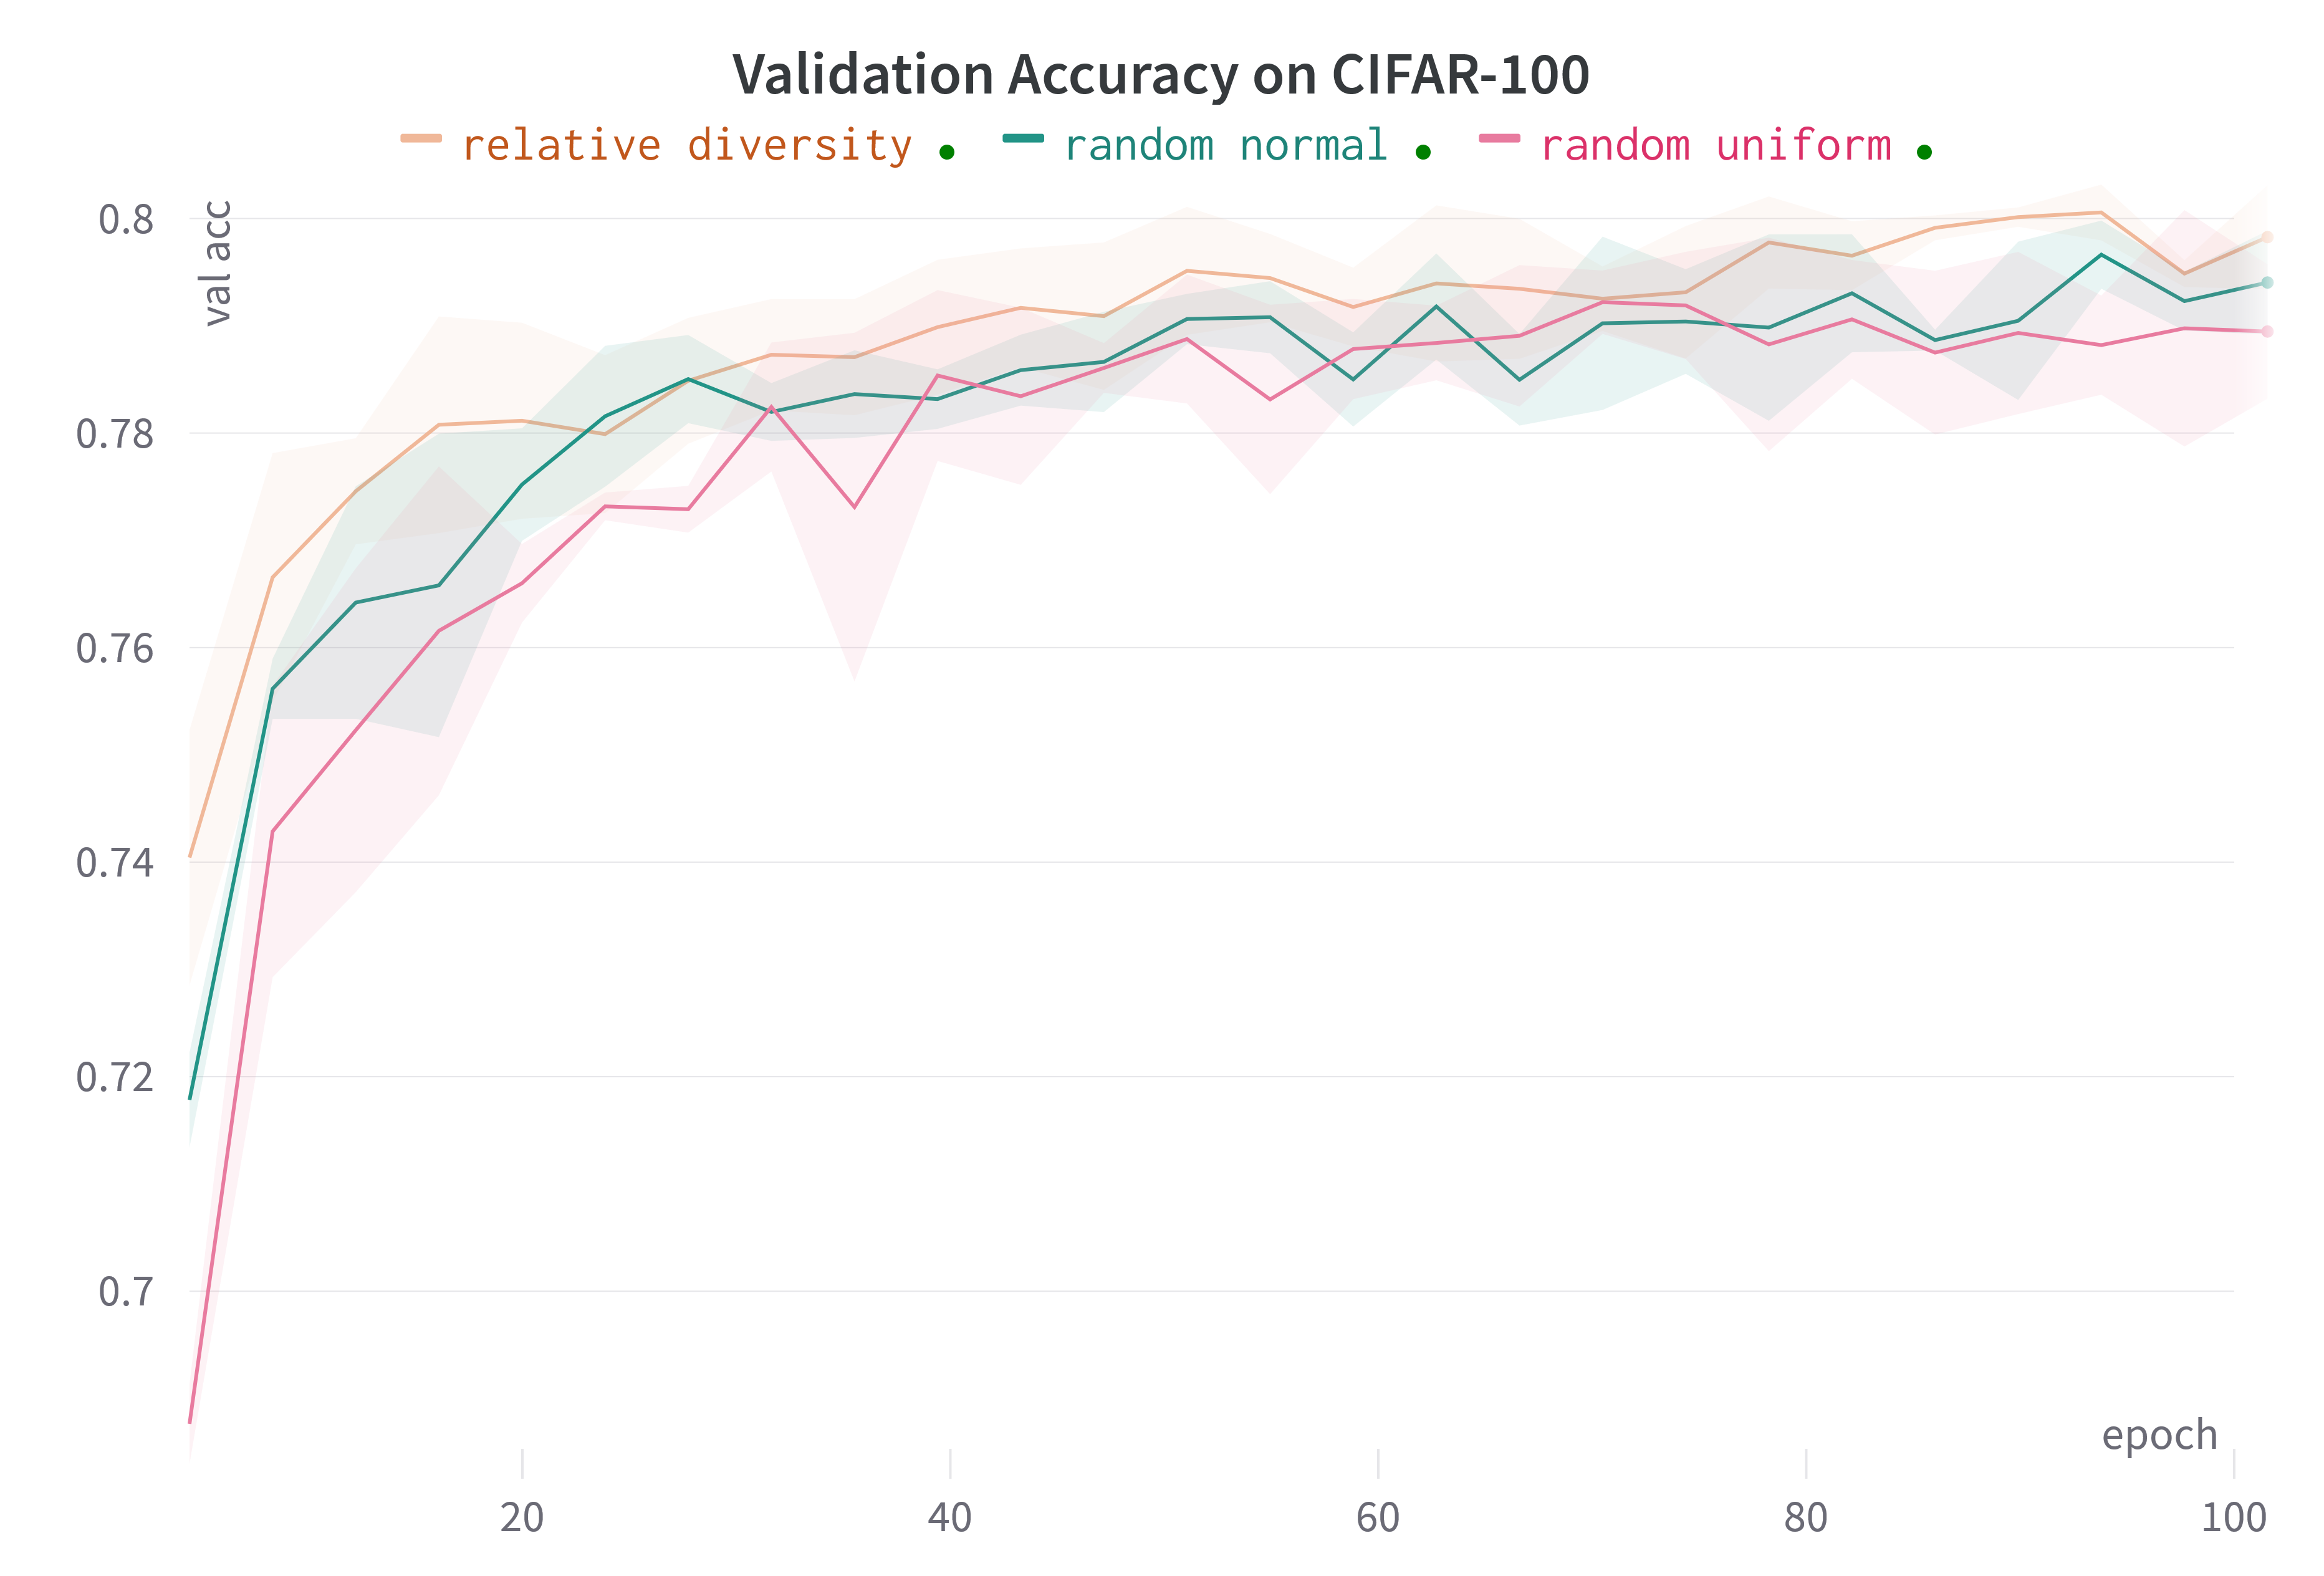 Validation Accuracy on CIFAR-100
relative diversity random normal random uniform
val acc
0.8
0.78
0.76
0.74
0.72
0.7
epoch
20 40 60 80 100